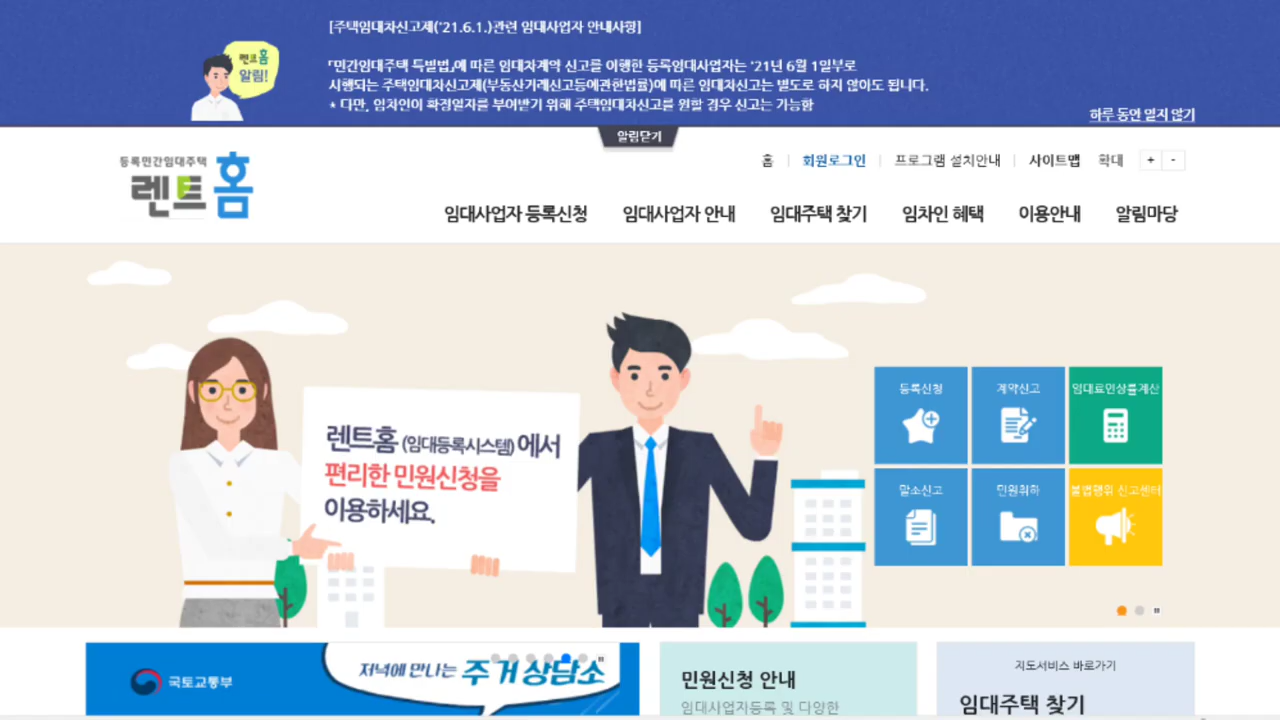 [주택임대차신고제('21.6.1.)관련 임대사업자 안내사항]
렌트홈
알림!
「민간임대주택 특별법」에 따른 임대차계약 신고를 이행한 등록임대사업자는 '21년 6월 1일부로
시행되는 주택임대차신고제(부동산거래신고등에관한법률)에 따른 임대차신고는 별도로 하지 않아도 됩니다.
* 다만, 임차인이 확정일자를 부여받기 위해 주택임대차신고를 원할 경우 신고는 가능함
하루 동안 열지 않기
알림닫기
등록민간임대주택
렌트홈
홈 | 회원로그인 | 프로그램 설치안내 | 사이트맵 확대 + -
임대사업자 등록신청 임대사업자 안내 임대주택 찾기 임차인 혜택 이용안내 알림마당
렌트홈 (임대등록시스템) 에서
편리한 민원신청을
이용하세요.
등록신청 계약신고 임대료인상률계산
말소신고 민원취하 불법행위 신고센터
국토교통부
저녁에 만나는 주거상담소
민원신청 안내
임대사업자등록 및 다양한
지도서비스 바로가기
임대주택 찾기